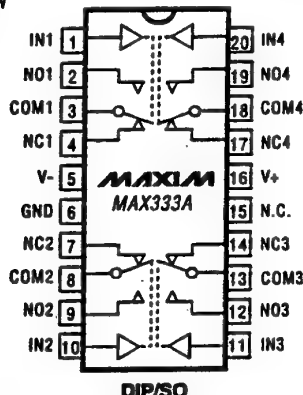 IN1 1 20 IN4
NO1 2 19 NO4
COM1 3 18 COM4
NC1 4 17 NC4
V- 5 MAXIM 16 V+
GND 6 MAX333A 15 N.C.
NC2 7 14 NC3
COM2 8 13 COM3
NO2 9 12 NO3
IN2 10 11 IN3
DIP/SO